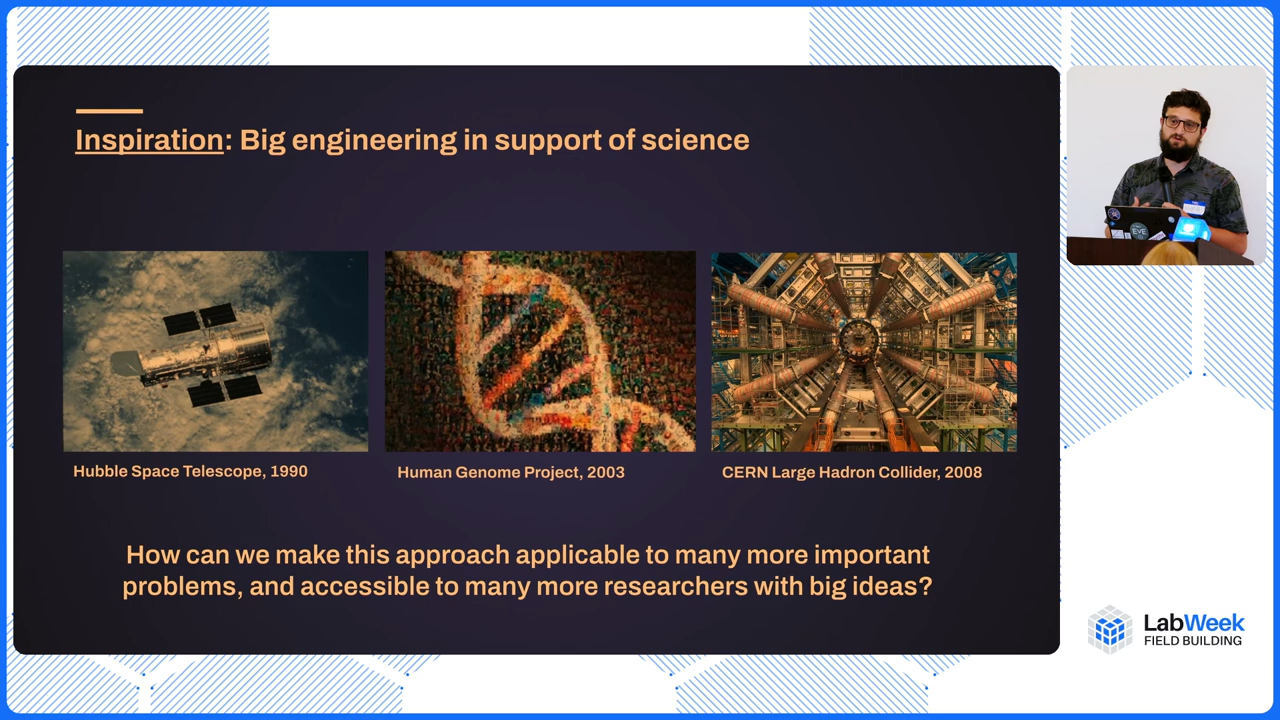 Inspiration: Big engineering in support of science
Hubble Space Telescope, 1990
Human Genome Project, 2003
CERN Large Hadron Collider, 2008
How can we make this approach applicable to many more important
problems, and accessible to many more researchers with big ideas?
EVE
LabWeek
FIELD BUILDING